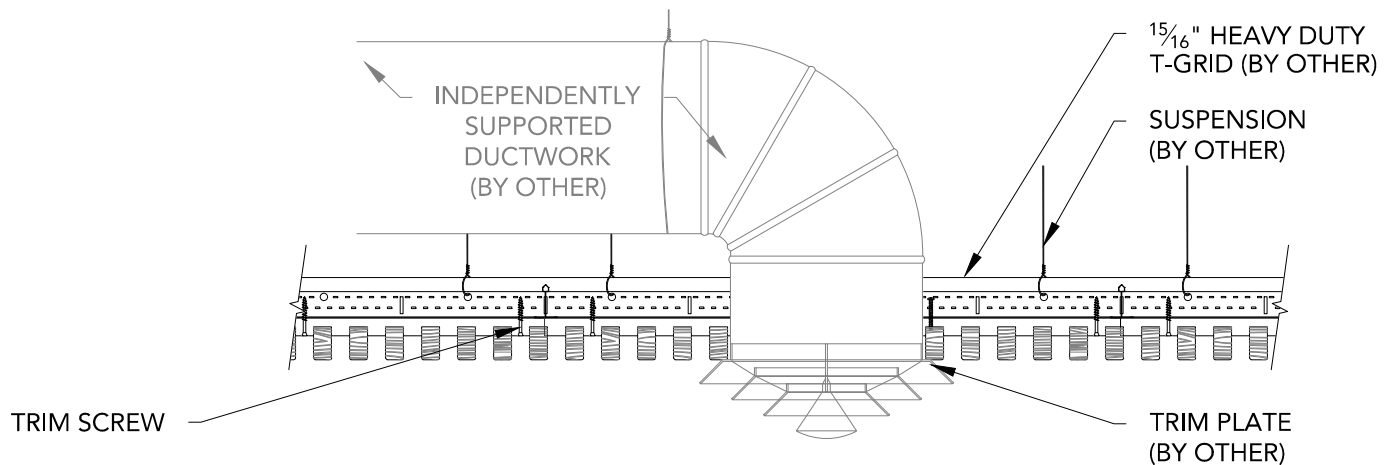 15/16" HEAVY DUTY
T-GRID (BY OTHER)
INDEPENDENTLY
SUPPORTED
DUCTWORK
(BY OTHER)
SUSPENSION
(BY OTHER)
TRIM SCREW
TRIM PLATE
(BY OTHER)